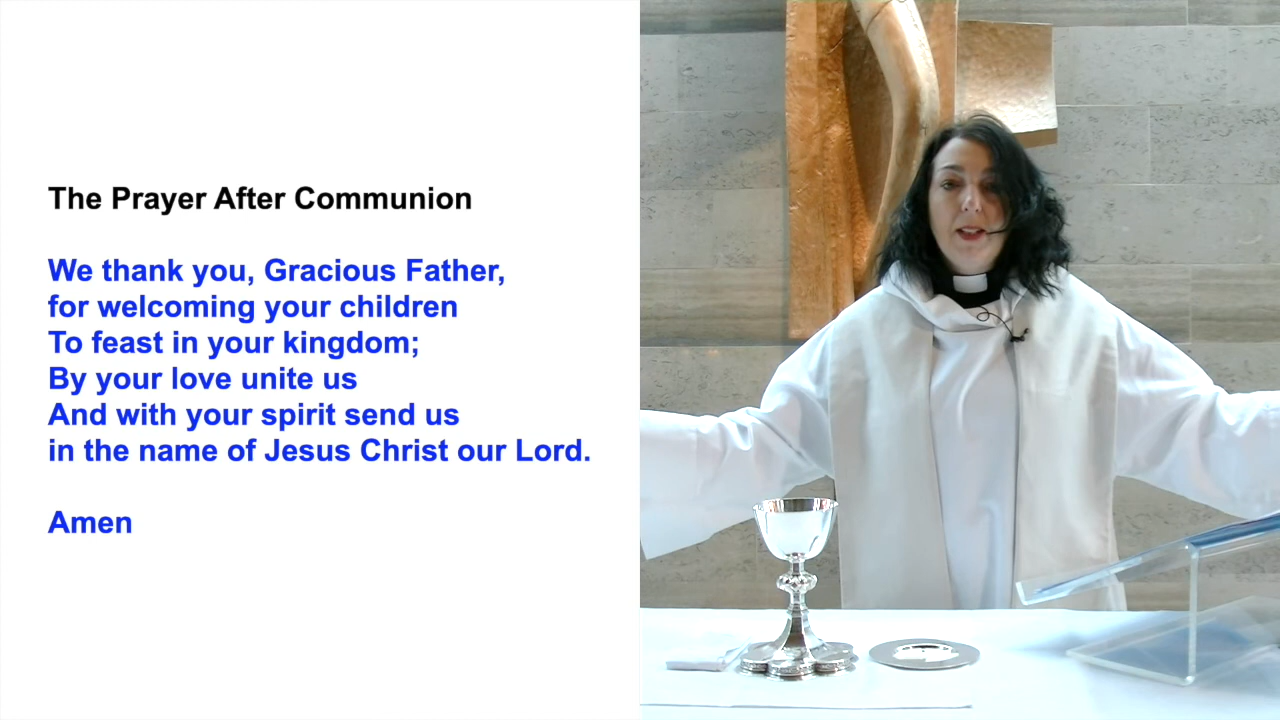 The Prayer After Communion
We thank you, Gracious Father,
for welcoming your children
To feast in your kingdom;
By your love unite us
And with your spirit send us
in the name of Jesus Christ our Lord.
Amen